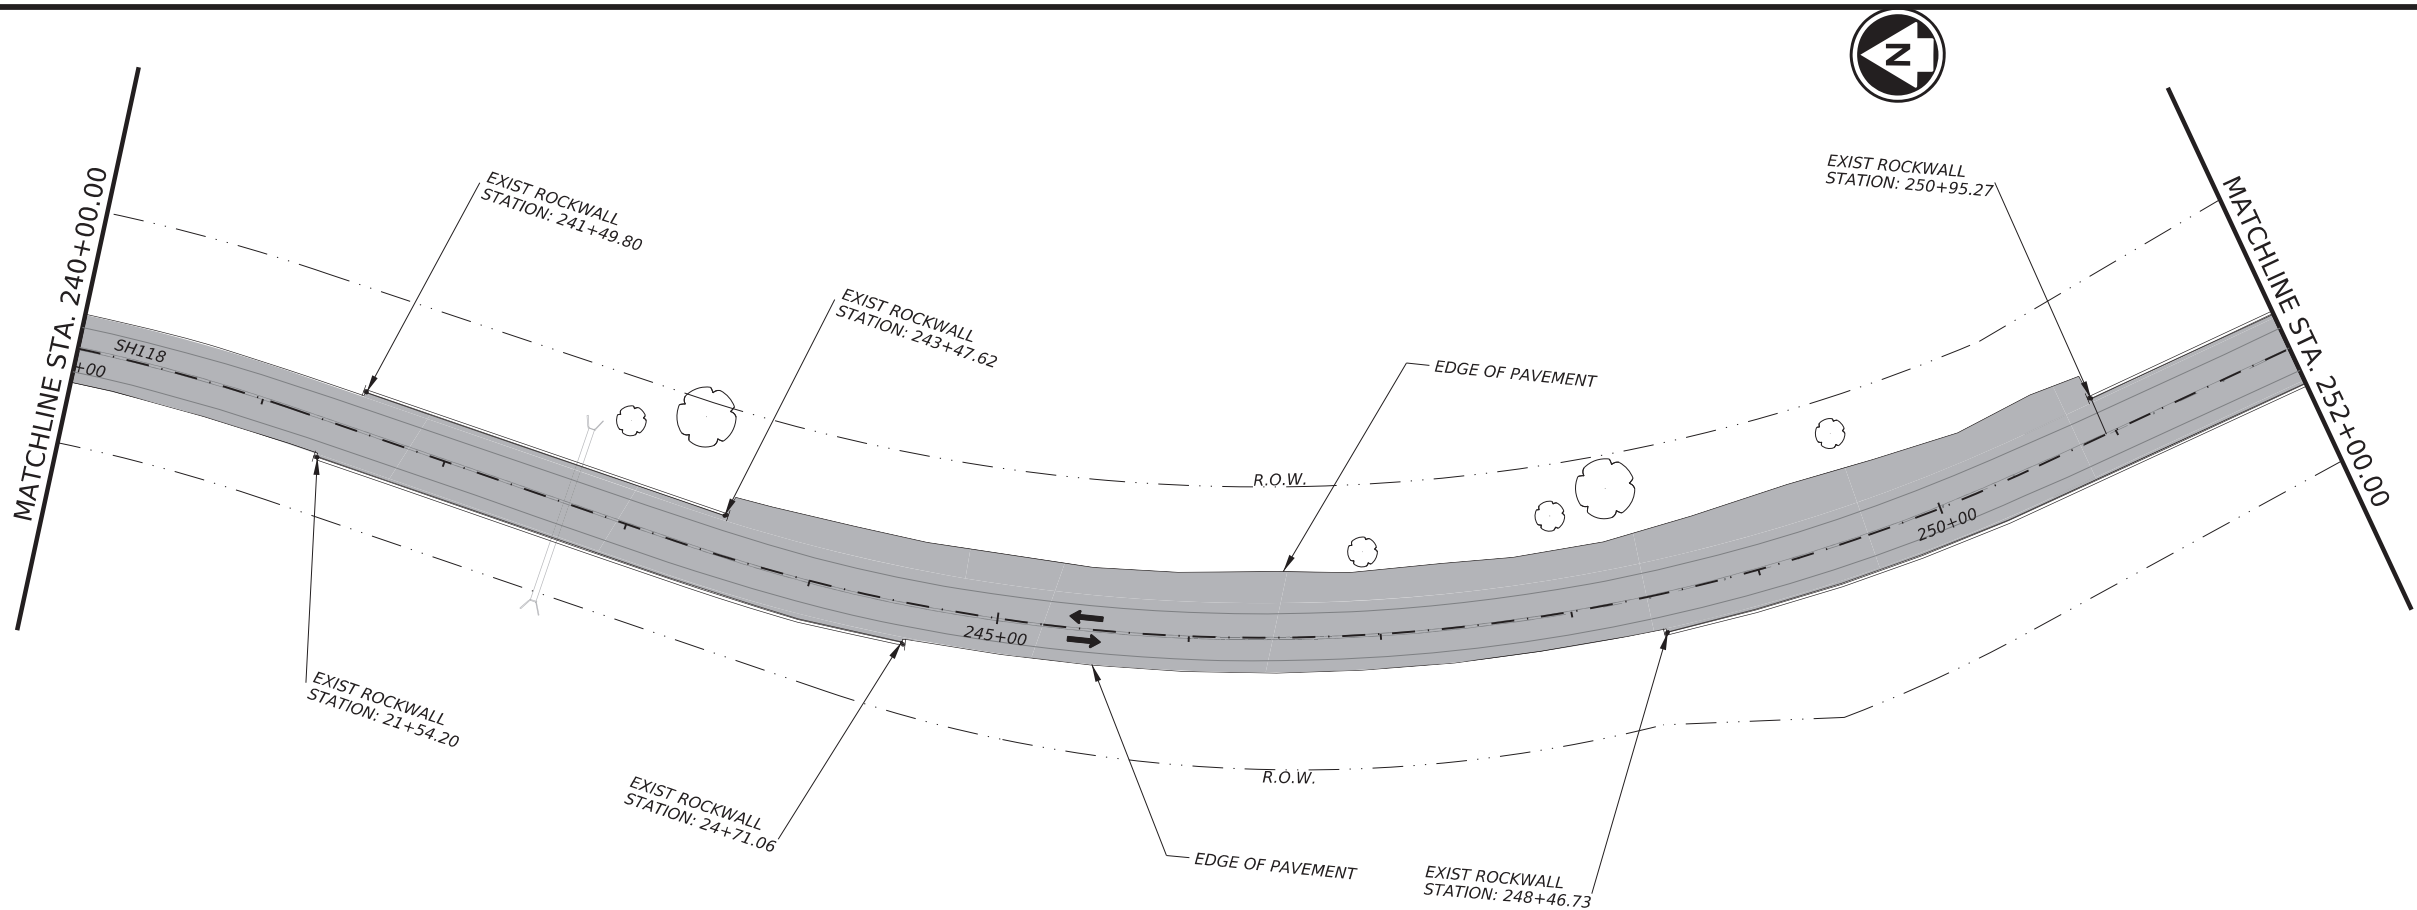 N
MATCHLINE STA. 240+00.00
EXIST ROCKWALL
STATION: 241+49.80
EXIST ROCKWALL
STATION: 243+47.62
EXIST ROCKWALL
STATION: 250+95.27
MATCHLINE STA. 252+00.00
SH118
+00
EDGE OF PAVEMENT
R.O.W.
250+00
245+00
EXIST ROCKWALL
STATION: 21+54.20
EXIST ROCKWALL
STATION: 24+71.06
R.O.W.
EDGE OF PAVEMENT
EXIST ROCKWALL
STATION: 248+46.73